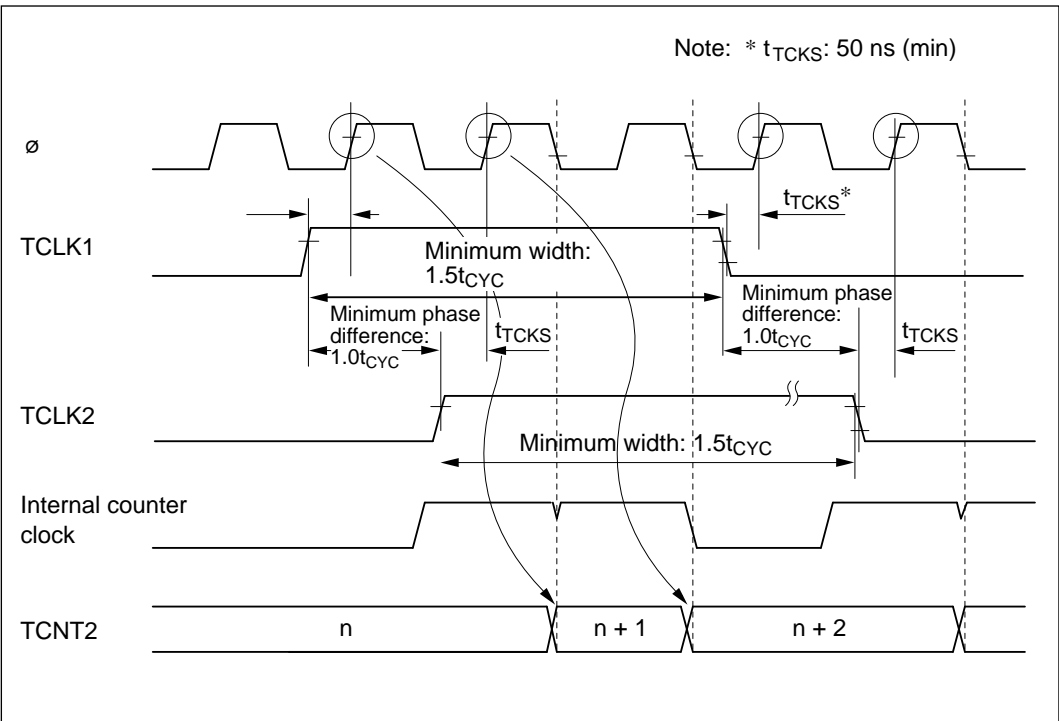 Note: * tTCKS: 50 ns (min)
ø
tTCKS*
TCLK1
Minimum width:
1.5tCYC
Minimum phase
difference:
1.0tCYC
tTCKS
Minimum phase
difference:
1.0tCYC
tTCKS
TCLK2
Minimum width: 1.5tCYC
Internal counter
clock
TCNT2
n
n + 1
n + 2